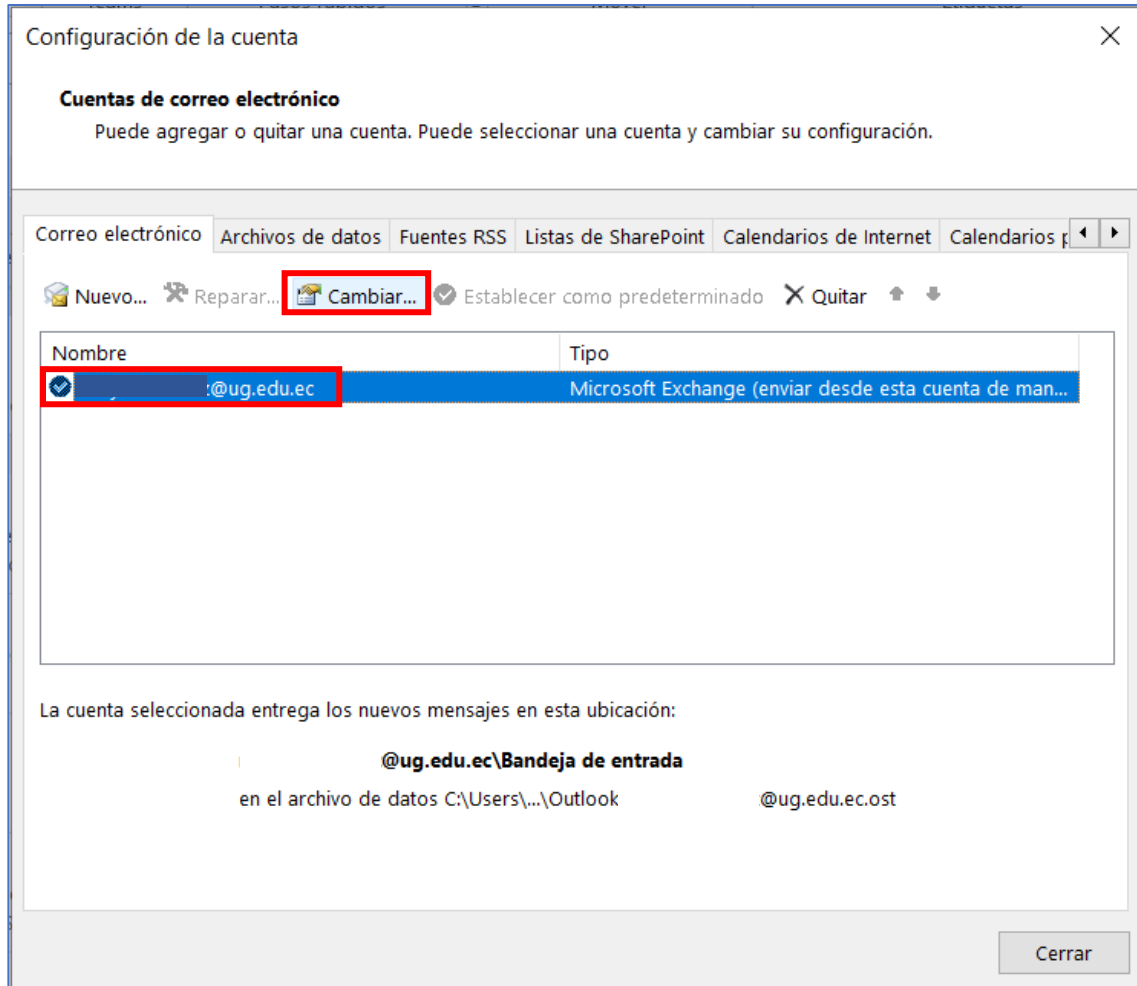 Configuración de la cuenta
Cuentas de correo electrónico
Puede agregar o quitar una cuenta. Puede seleccionar una cuenta y cambiar su configuración.
Correo electrónico Archivos de datos Fuentes RSS Listas de SharePoint Calendarios de Internet Calendarios
Nuevo... Reparar... Cambiar... Establecer como predeterminado Quitar
Nombre Tipo
@ug.edu.ec Microsoft Exchange (enviar desde esta cuenta de man...
La cuenta seleccionada entrega los nuevos mensajes en esta ubicación:
@ug.edu.ec\Bandeja de entrada
en el archivo de datos C:\Users\...\Outlook @ug.edu.ec.ost
Cerrar